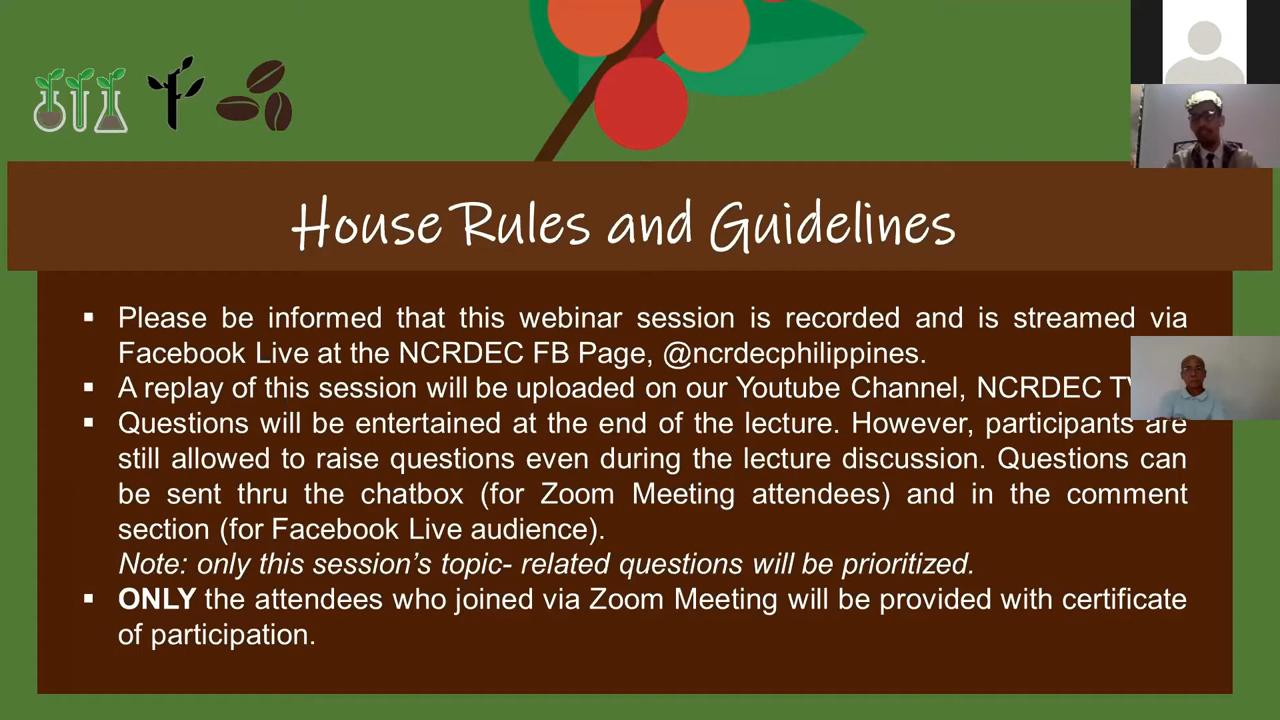 House Rules and Guidelines
▪ Please be informed that this webinar session is recorded and is streamed via
Facebook Live at the NCRDEC FB Page, @ncrdecphilippines.
▪ A replay of this session will be uploaded on our Youtube Channel, NCRDEC
▪ Questions will be entertained at the end of the lecture. However, participants are
still allowed to raise questions even during the lecture discussion. Questions can
be sent thru the chatbox (for Zoom Meeting attendees) and in the comment
section (for Facebook Live audience).
Note: only this session’s topic- related questions will be prioritized.
▪ ONLY the attendees who joined via Zoom Meeting will be provided with certificate
of participation.